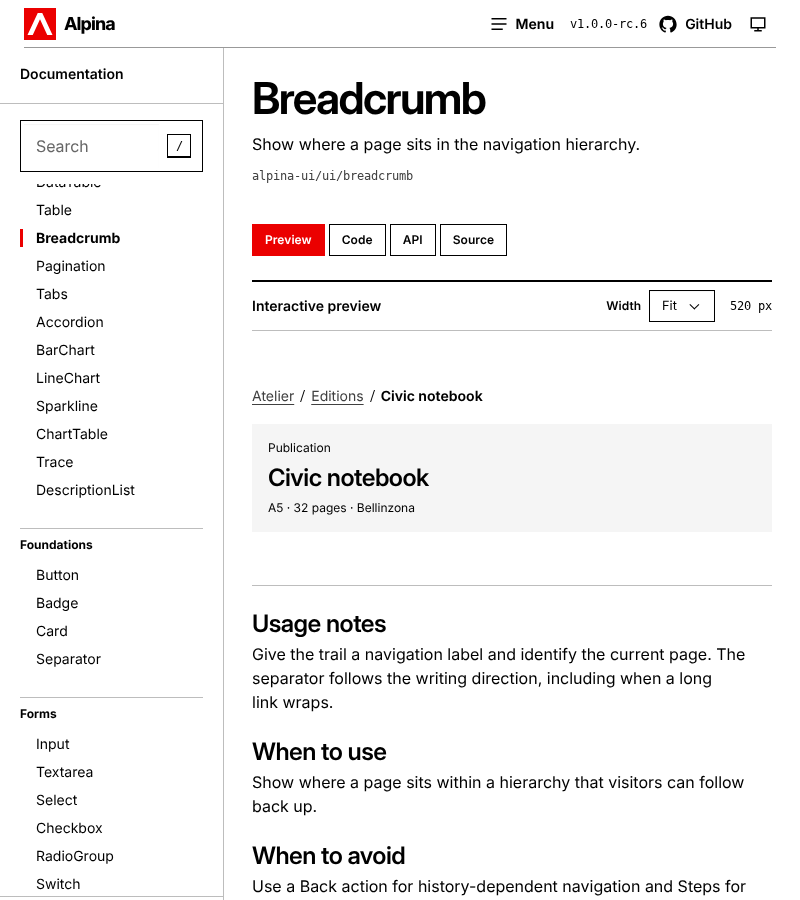 Alpina
Menu
v1.0.0-rc.6
GitHub
Documentation
Search
/
DataTable
Table
Breadcrumb
Pagination
Tabs
Accordion
BarChart
LineChart
Sparkline
ChartTable
Trace
DescriptionList
Foundations
Button
Badge
Card
Separator
Forms
Input
Textarea
Select
Checkbox
RadioGroup
Switch
Breadcrumb
Show where a page sits in the navigation hierarchy.
alpina-ui/ui/breadcrumb
Preview
Code
API
Source
Interactive preview
Width
Fit
520 px
Atelier / Editions / Civic notebook
Publication
Civic notebook
A5 · 32 pages · Bellinzona
Usage notes
Give the trail a navigation label and identify the current page. The
separator follows the writing direction, including when a long
link wraps.
When to use
Show where a page sits within a hierarchy that visitors can follow
back up.
When to avoid
Use a Back action for history-dependent navigation and Steps for